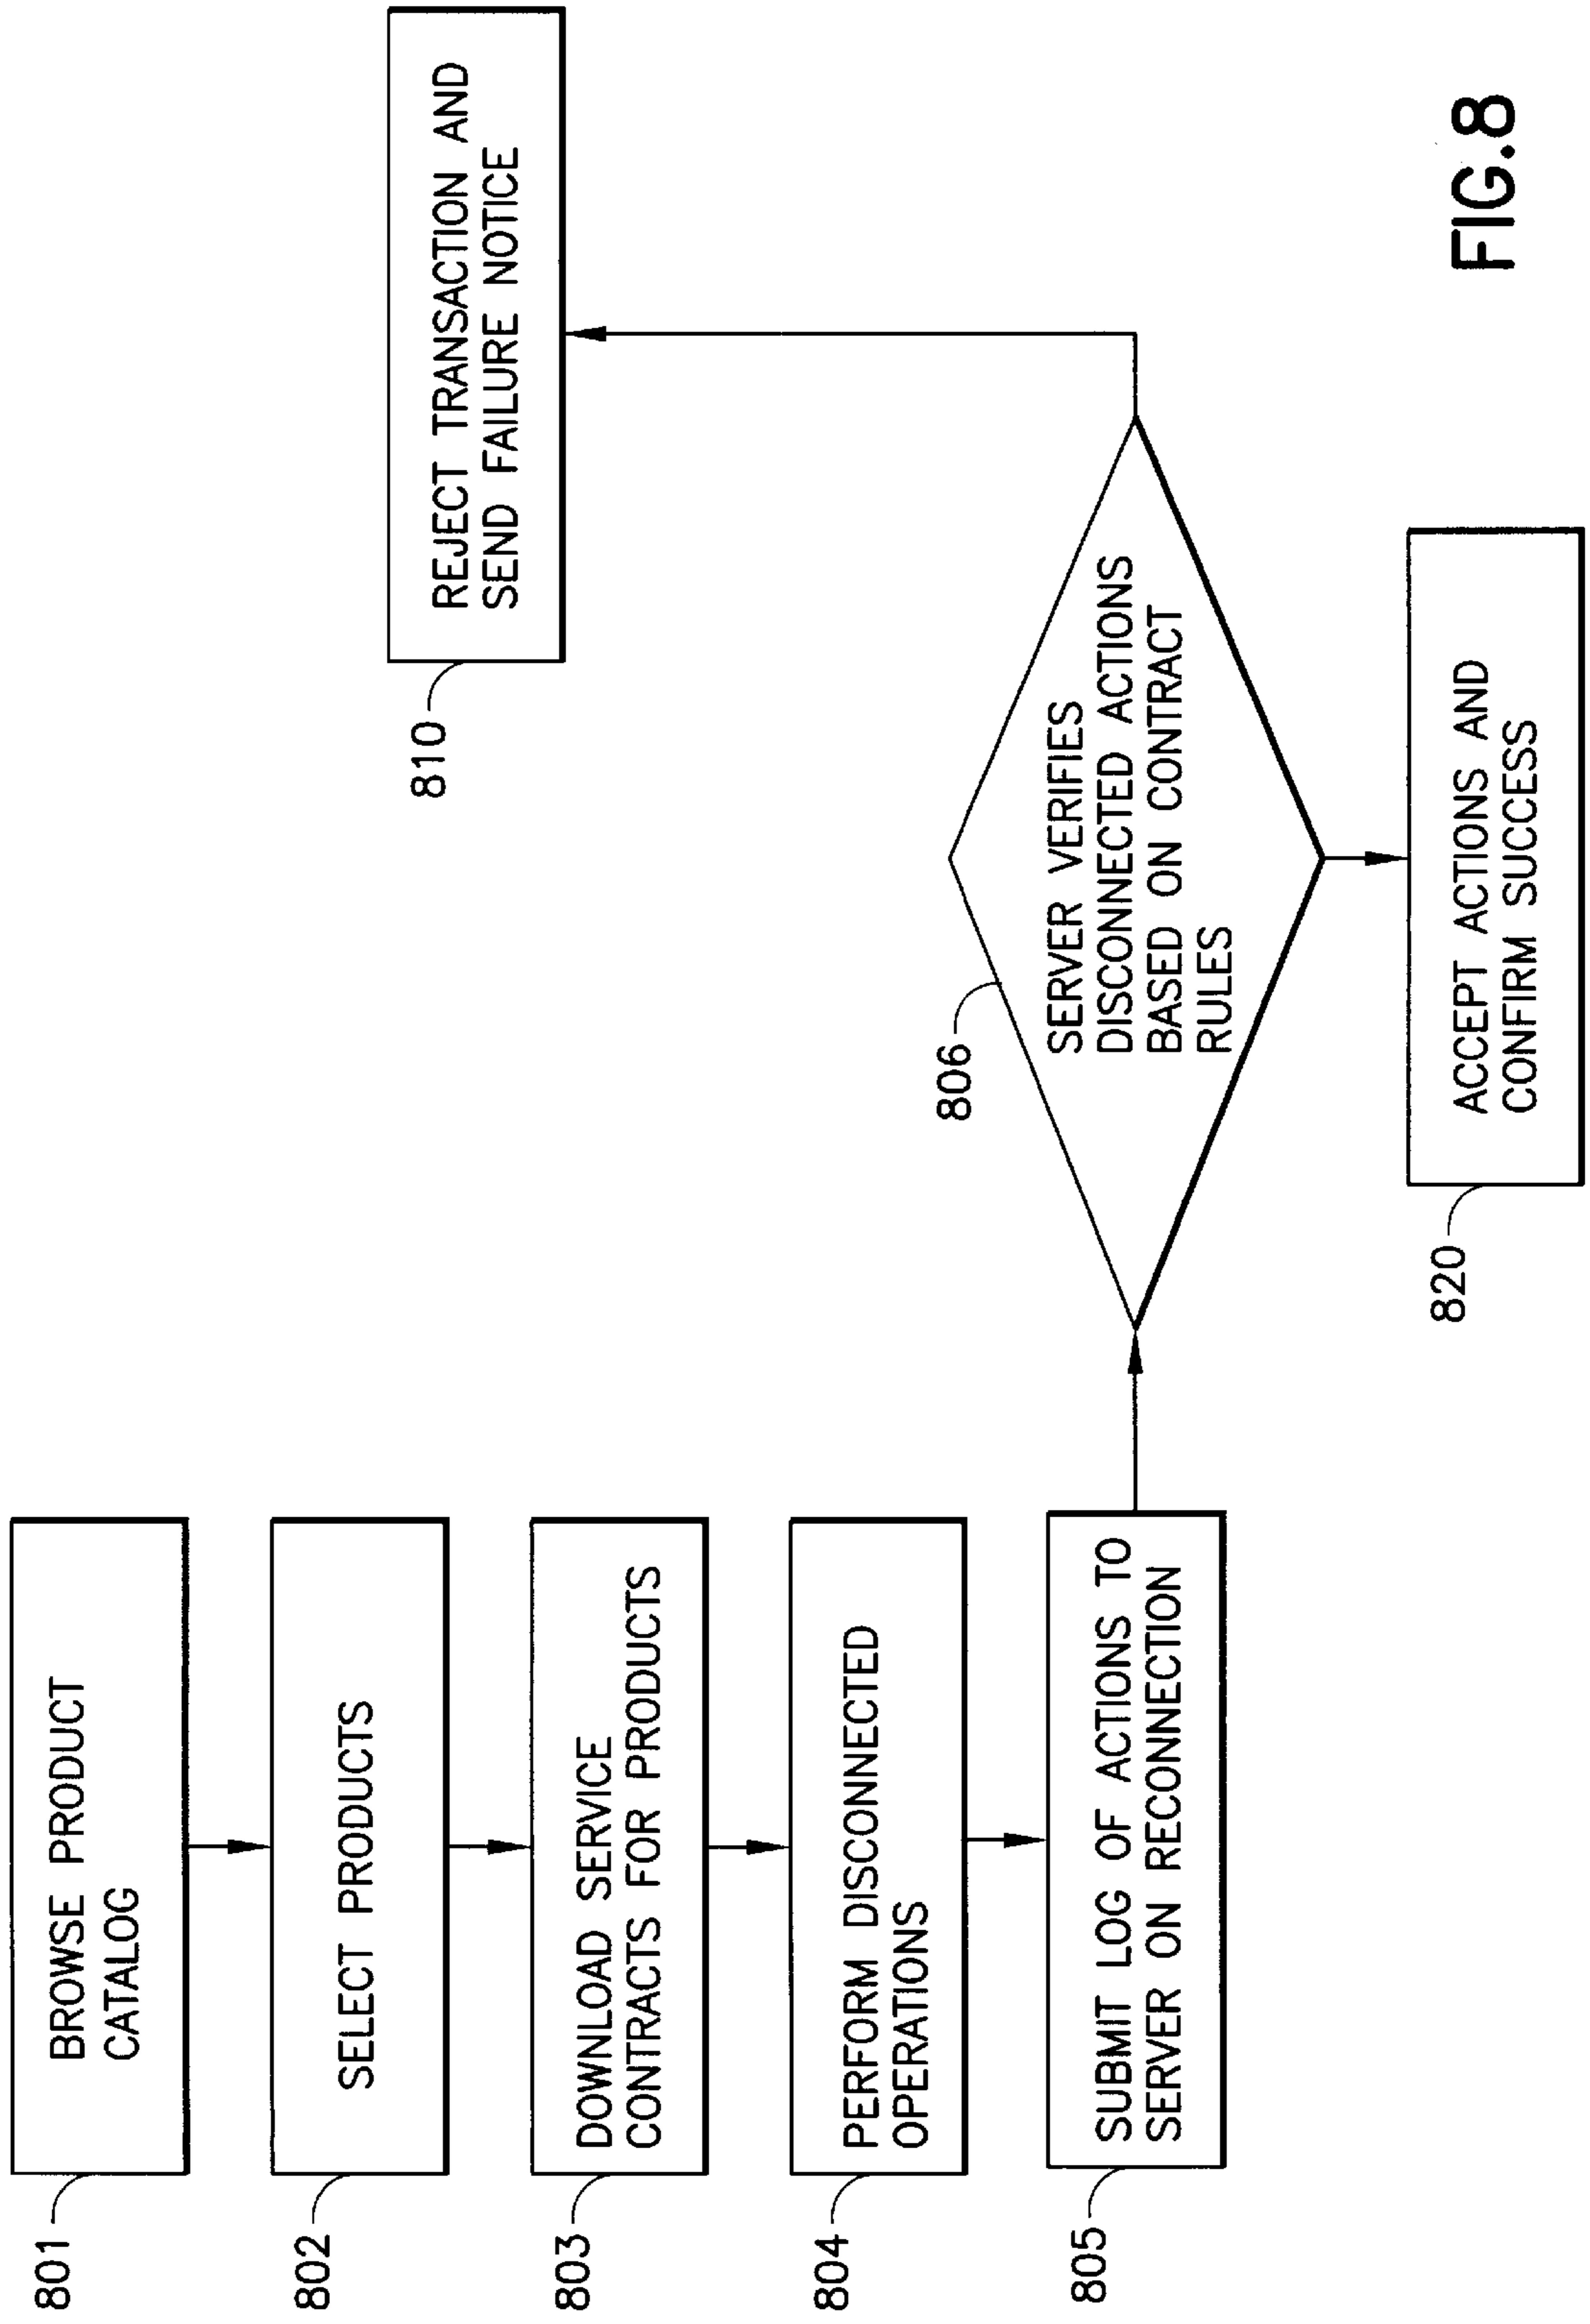 801
BROWSE PRODUCT
CATALOG
802
SELECT PRODUCTS
803
DOWNLOAD SERVICE
CONTRACTS FOR PRODUCTS
804
PERFORM DISCONNECTED
OPERATIONS
805
SUBMIT LOG OF ACTIONS TO
SERVER ON RECONNECTION
806
SERVER VERIFIES
DISCONNECTED ACTIONS
BASED ON CONTRACT
RULES
810
REJECT TRANSACTION AND
SEND FAILURE NOTICE
820
ACCEPT ACTIONS AND
CONFIRM SUCCESS
FIG.8